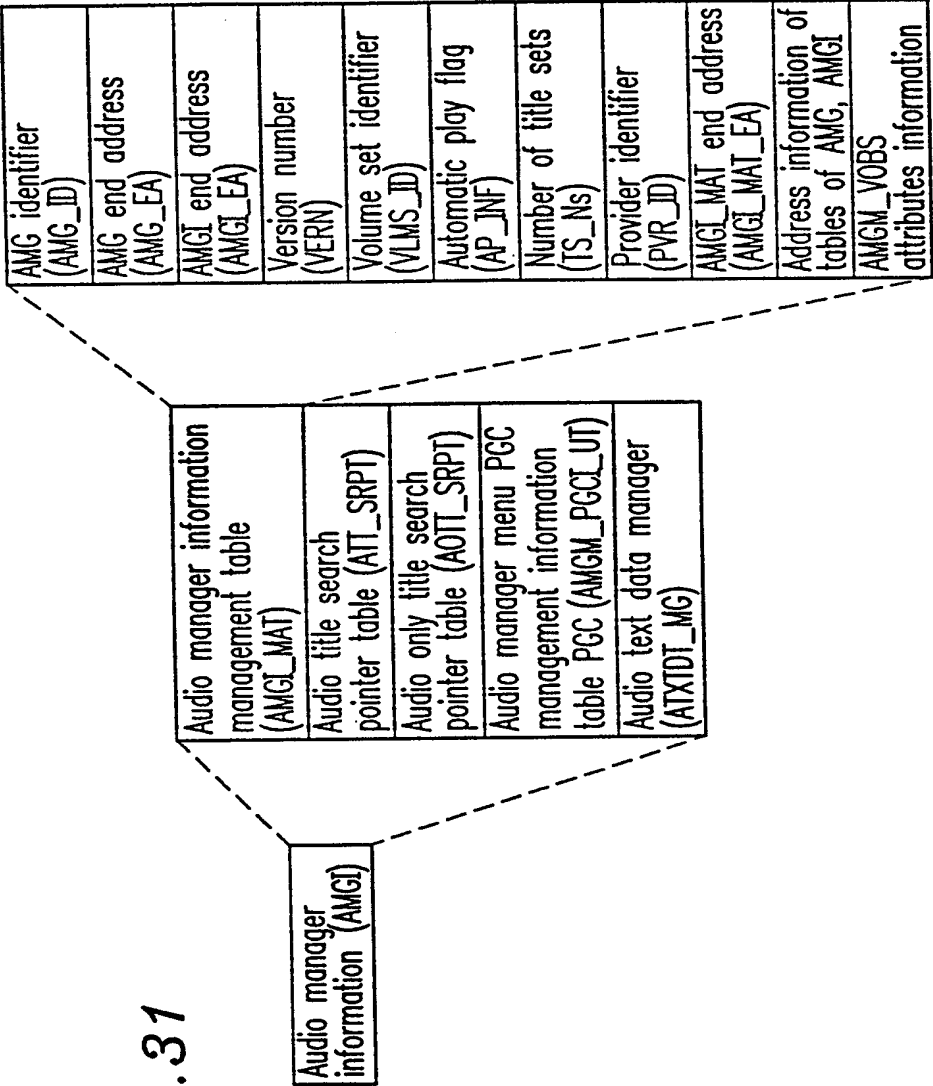 .31
Audio manager
information (AMGI)
Audio manager information
management table
(AMGI_MAT)
Audio title search
pointer table (ATT_SRPT)
Audio only title search
pointer table (AOTT_SRPT)
Audio manager menu PGC
management information
table PGC (AMGM_PGCI_UT)
Audio text data manager
(ATXTDT_MG)
AMG identifier
(AMG_ID)
AMG end address
(AMG_EA)
AMGI end address
(AMGI_EA)
Version number
(VERN)
Volume set identifier
(VLMS_ID)
Automatic play flag
(AP_INF)
Number of title sets
(TS_Ns)
Provider identifier
(PVR_ID)
AMGI_MAT end address
(AMGI_MAT_EA)
Address information of
tables of AMG, AMGI
AMGM_VOBS
attributes information